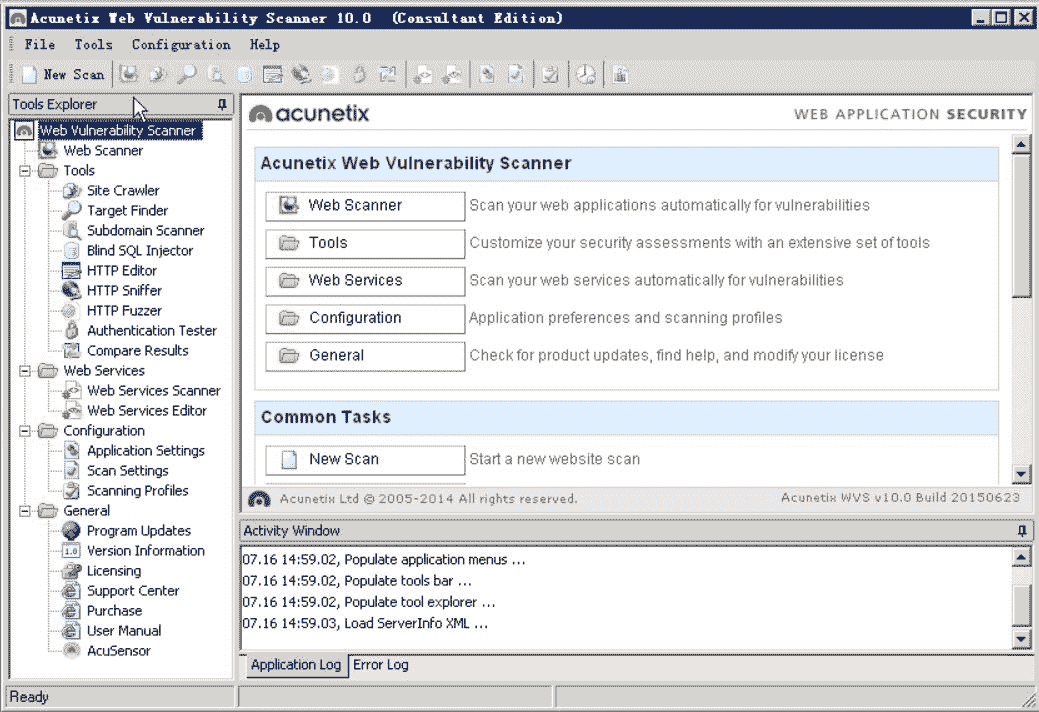 Acunetix Web Vulnerability Scanner 10.0 (Consultant Edition)
File Tools Configuration Help
New Scan
Tools Explorer
Web Vulnerability Scanner
Web Scanner
Tools
Site Crawler
Target Finder
Subdomain Scanner
Blind SQL Injector
HTTP Editor
HTTP Sniffer
HTTP Fuzzer
Authentication Tester
Compare Results
Web Services
Web Services Scanner
Web Services Editor
Configuration
Application Settings
Scan Settings
Scanning Profiles
General
Program Updates
1.0 Version Information
Licensing
Support Center
Purchase
User Manual
AcuSensor
acunetix WEB APPLICATION SECURITY
Acunetix Web Vulnerability Scanner
Web Scanner Scan your web applications automatically for vulnerabilities
Tools Customize your security assessments with an extensive set of tools
Web Services Scan your web services automatically for vulnerabilities
Configuration Application preferences and scanning profiles
General Check for product updates, find help, and modify your license
Common Tasks
New Scan Start a new website scan
Acunetix Ltd © 2005-2014 All rights reserved. Acunetix WVS v10.0 Build 20150623
Activity Window
07.16 14:59.02, Populate application menus ...
07.16 14:59.02, Populate tools bar ...
07.16 14:59.02, Populate tool explorer ...
07.16 14:59.03, Load ServerInfo XML ...
Application Log Error Log
Ready